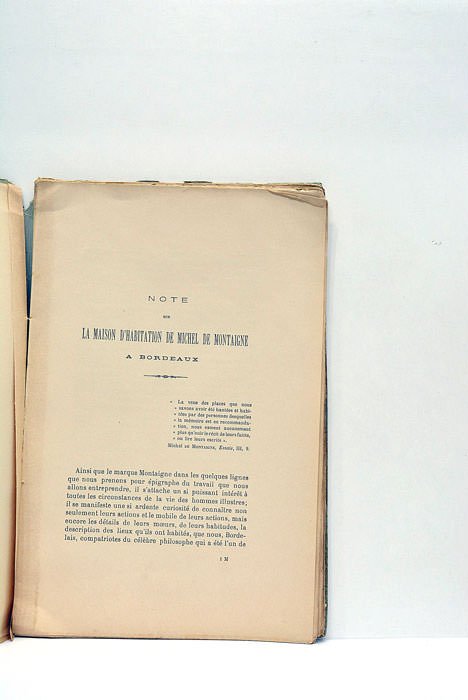 NOTE
SUR
LA MAISON D'HABITATION DE MICHEL DE MONTAIGNE
A BORDEAUX
« La veue des places que nous
« sçavons avoir été hantées et habi-
« tées par des personnes desquelles
« la mémoire est en recommanda-
« tion, nous esmeut aucunement
« plus qu'ouïr le récit de leurs faits,
« ou lire leurs escrits ».
Michel de Montaigne, Essais, III, 9.
Ainsi que le marque Montaigne dans les quelques lignes
que nous prenons pour épigraphe du travail que nous
allons entreprendre, il s'attache un si puissant intérêt à
toutes les circonstances de la vie des hommes illustres;
il se manifeste une si ardente curiosité de connaître non
seulement leurs actions et le mobile de leurs actions, mais
encore les détails de leurs mœurs, de leurs habitudes, la
description des lieux qu'ils ont habités, que nous, Borde-
lais, compatriotes du célèbre philosophe qui a été l'un de
1 M